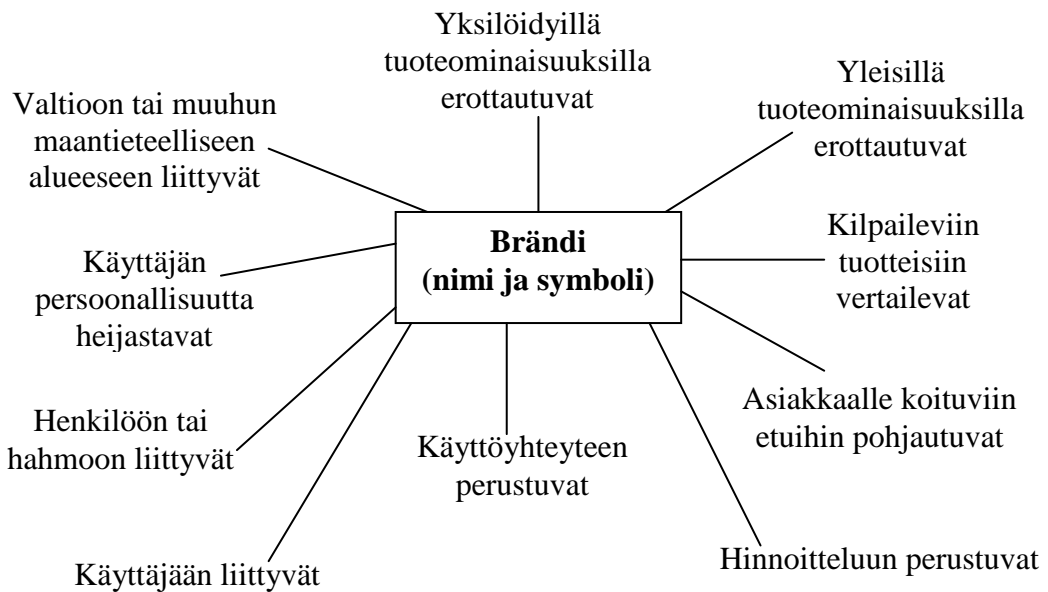 Yksilöidyillä
tuoteominaisuuksilla
erottautuvat
Yleisillä
tuoteominaisuuksilla
erottautuvat
Valtioon tai muuhun
maantieteelliseen
alueeseen liittyvät
Brändi
(nimi ja symboli)
Kilpaileviin
tuotteisiin
vertailevat
Käyttäjän
persoonallisuutta
heijastavat
Asiakkaalle koituviin
etuihin pohjautuvat
Henkilöön tai
hahmoon liittyvät
Käyttöyhteyteen
perustuvat
Hinnoitteluun perustuvat
Käyttäjään liittyvät